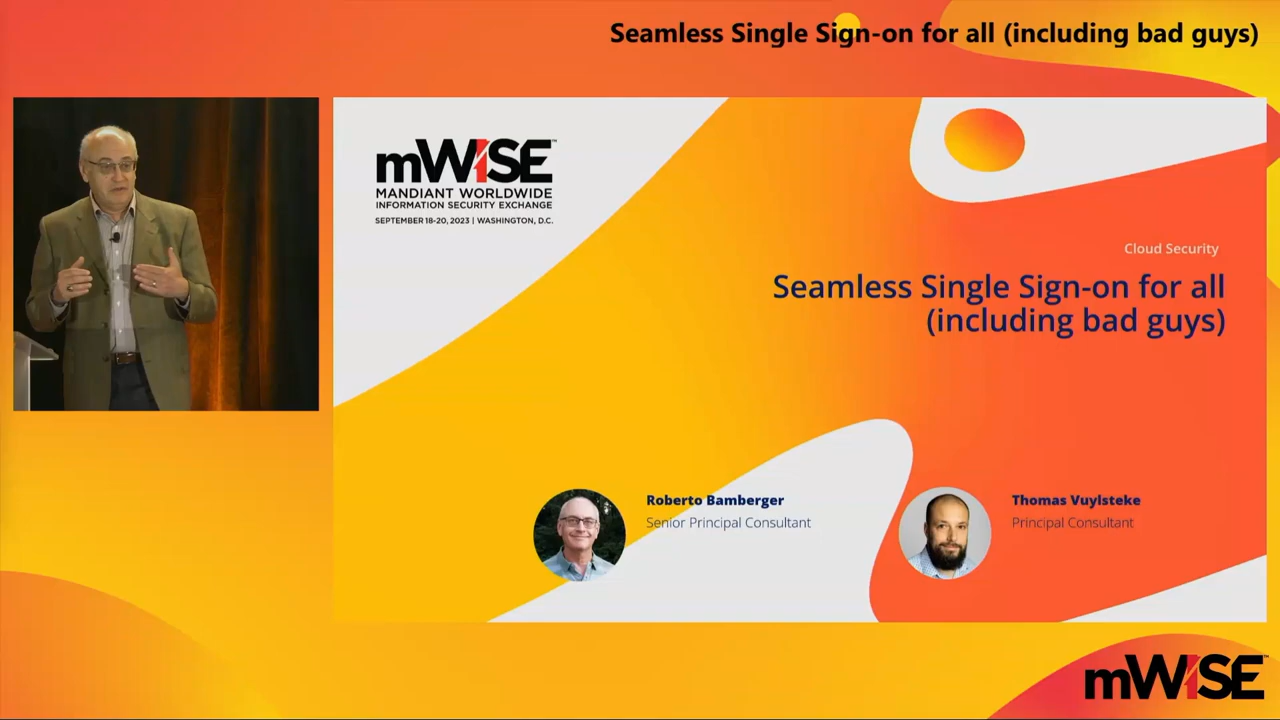 Seamless Single Sign-on for all (including bad guys)
mWISE™
MANDIANT WORLDWIDE
INFORMATION SECURITY EXCHANGE
SEPTEMBER 18-20, 2023 | WASHINGTON, D.C.
Cloud Security
Seamless Single Sign-on for all
(including bad guys)
Roberto Bamberger
Senior Principal Consultant
Thomas Vuylsteke
Principal Consultant
mWISE™